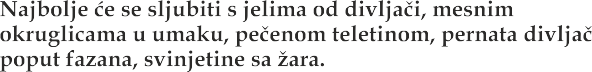 Najbolje će se sljubiti s jelima od divljači, mesnim
okruglicama u umaku, pečenom teletinom, pernata divljač
poput fazana, svinjetine sa žara.